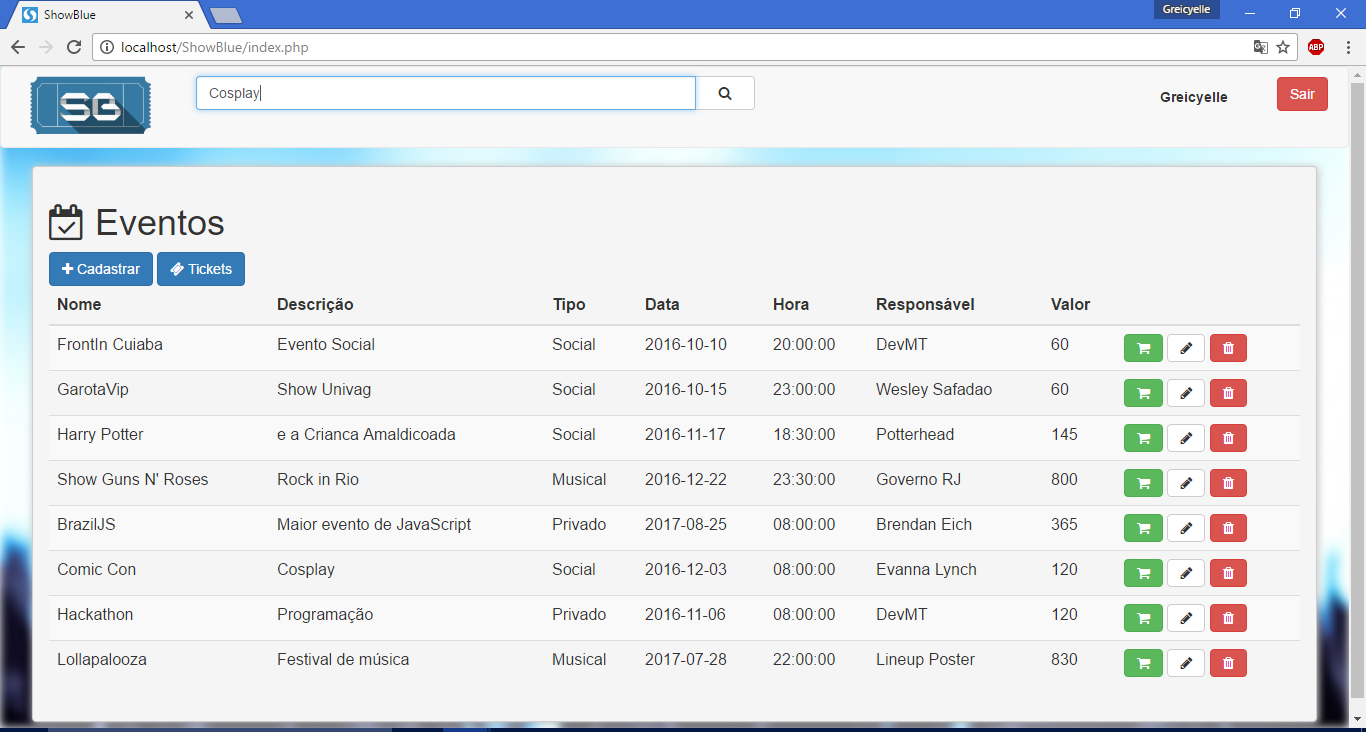 ShowBlue
Greicyelle
localhost/ShowBlue/index.php
ABP
SB
Cosplay
Greicyelle
Sair
Eventos
Cadastrar Tickets
Nome Descrição Tipo Data Hora Responsável Valor
FrontIn Cuiaba Evento Social Social 2016-10-10 20:00:00 DevMT 60
GarotaVip Show Univag Social 2016-10-15 23:00:00 Wesley Safadao 60
Harry Potter e a Crianca Amaldicoada Social 2016-11-17 18:30:00 Potterhead 145
Show Guns N' Roses Rock in Rio Musical 2016-12-22 23:30:00 Governo RJ 800
BrazilJS Maior evento de JavaScript Privado 2017-08-25 08:00:00 Brendan Eich 365
Comic Con Cosplay Social 2016-12-03 08:00:00 Evanna Lynch 120
Hackathon Programação Privado 2016-11-06 08:00:00 DevMT 120
Lollapalooza Festival de música Musical 2017-07-28 22:00:00 Lineup Poster 830